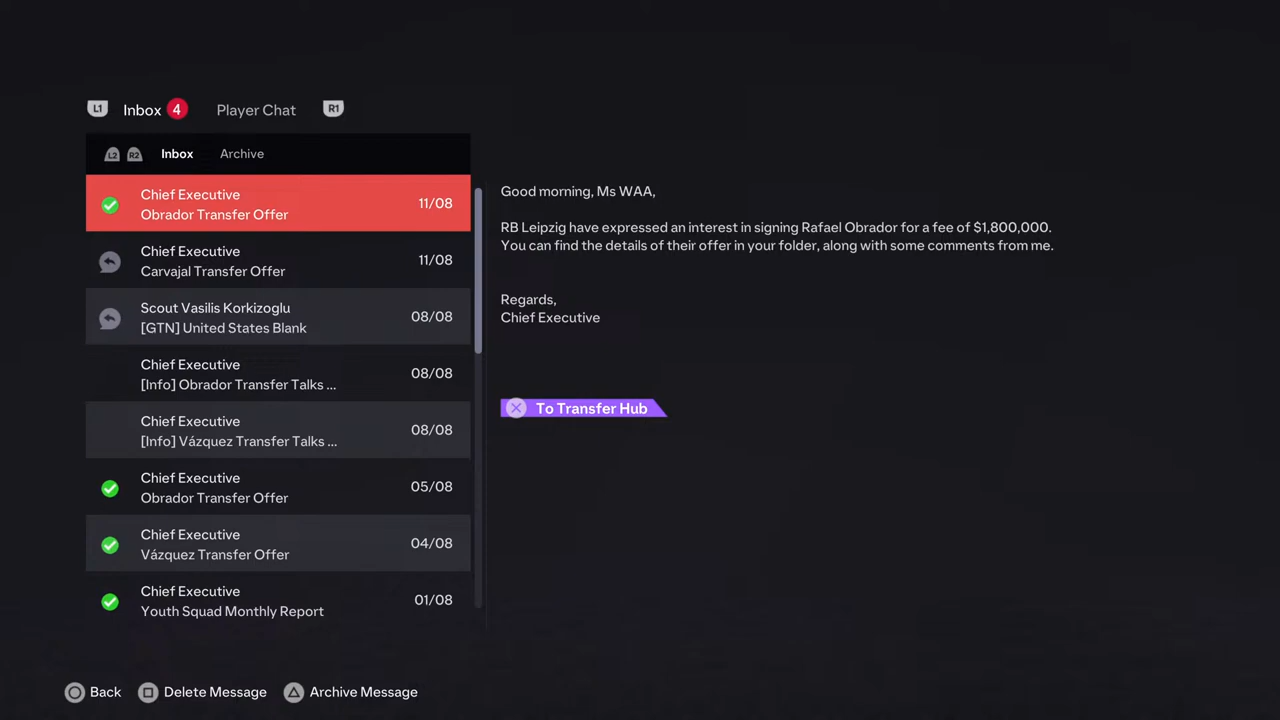 L1 Inbox 4 Player Chat R1
L2 R2 Inbox Archive
Chief Executive
Obrador Transfer Offer
11/08
Chief Executive
Carvajal Transfer Offer
11/08
Scout Vasilis Korkizoglu
[GTN] United States Blank
08/08
Chief Executive
[Info] Obrador Transfer Talks ...
08/08
Chief Executive
[Info] Vázquez Transfer Talks ...
08/08
Chief Executive
Obrador Transfer Offer
05/08
Chief Executive
Vázquez Transfer Offer
04/08
Chief Executive
Youth Squad Monthly Report
01/08
Good morning, Ms WAA,
RB Leipzig have expressed an interest in signing Rafael Obrador for a fee of $1,800,000.
You can find the details of their offer in your folder, along with some comments from me.
Regards,
Chief Executive
To Transfer Hub
Back Delete Message Archive Message